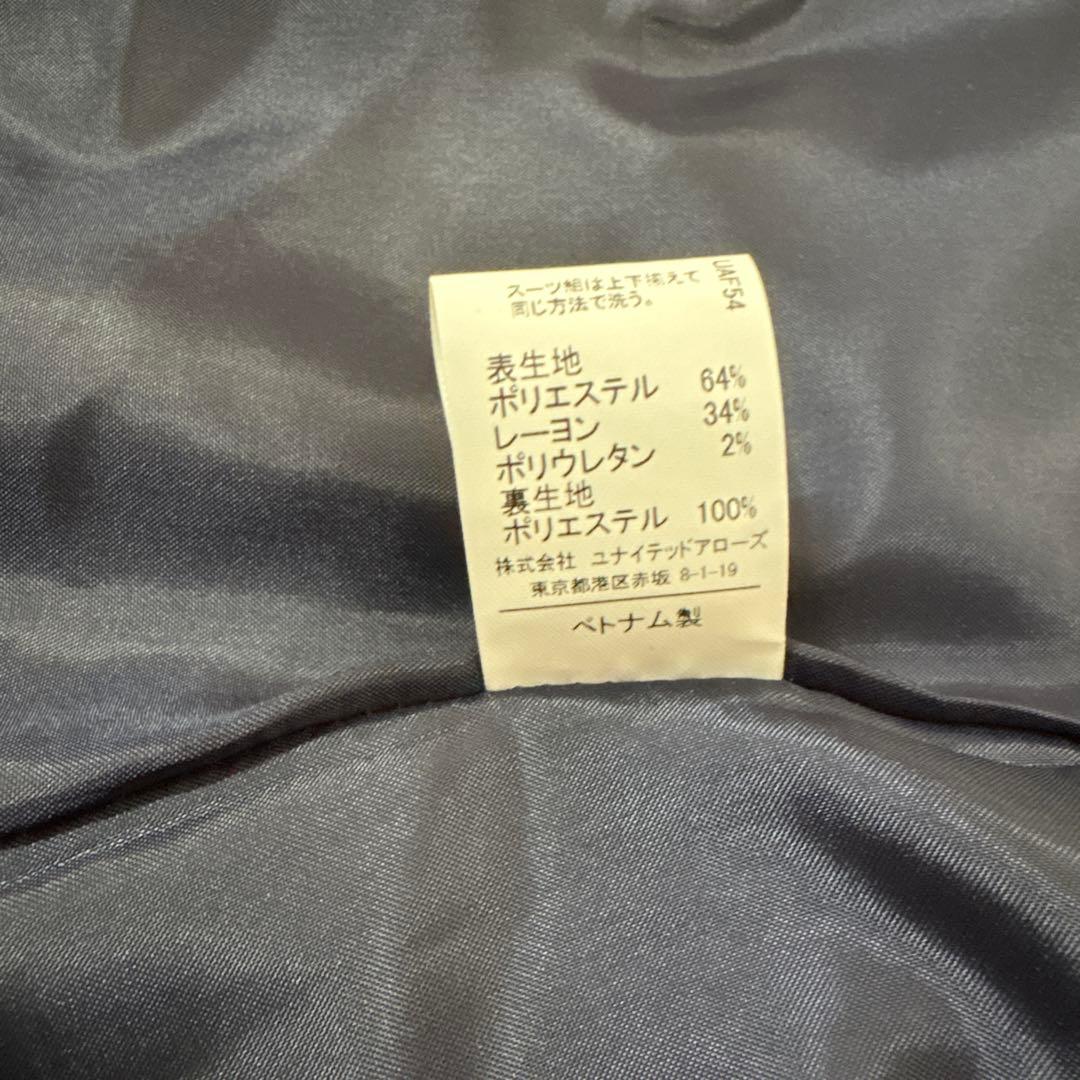 スーツ組は上下揃えて
同じ方法で洗う。
UAF54
表生地
ポリエステル 64%
レーヨン 34%
ポリウレタン 2%
裏生地
ポリエステル 100%
株式会社 ユナイテッドアローズ
東京都港区赤坂 8-1-19
ベトナム製